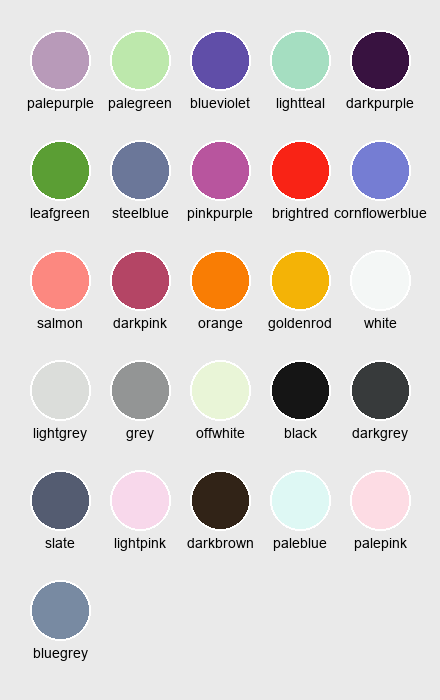 palepurple palegreen blueviolet lightteal darkpurple
leafgreen steelblue pinkpurple brightred cornflowerblue
salmon darkpink orange goldenrod white
lightgrey grey offwhite black darkgrey
slate lightpink darkbrown paleblue palepink
bluegrey